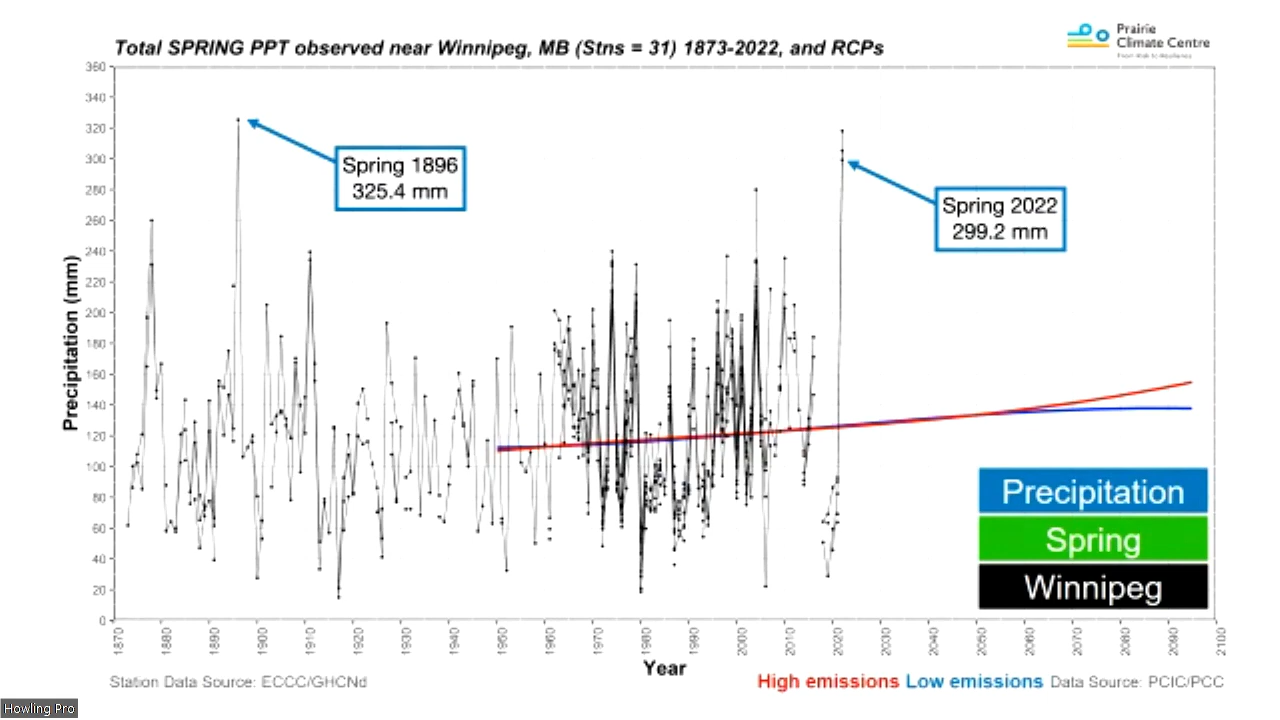 Total SPRING PPT observed near Winnipeg, MB (Stns = 31) 1873-2022, and RCPs
Prairie
Climate Centre
From Risk to Resilience
360
340
320
300
280
260
240
220
200
180
160
140
120
100
80
60
40
20
0
Precipitation (mm)
Spring 1896
325.4 mm
Spring 2022
299.2 mm
Precipitation
Spring
Winnipeg
1870 1880 1890 1900 1910 1920 1930 1940 1950 1960 1970 1980 1990 2000 2010 2020 2030 2040 2050 2060 2070 2080 2090 2100
Year
Station Data Source: ECCC/GHCNd
High emissions Low emissions Data Source: PCIC/PCC
Howling Pro